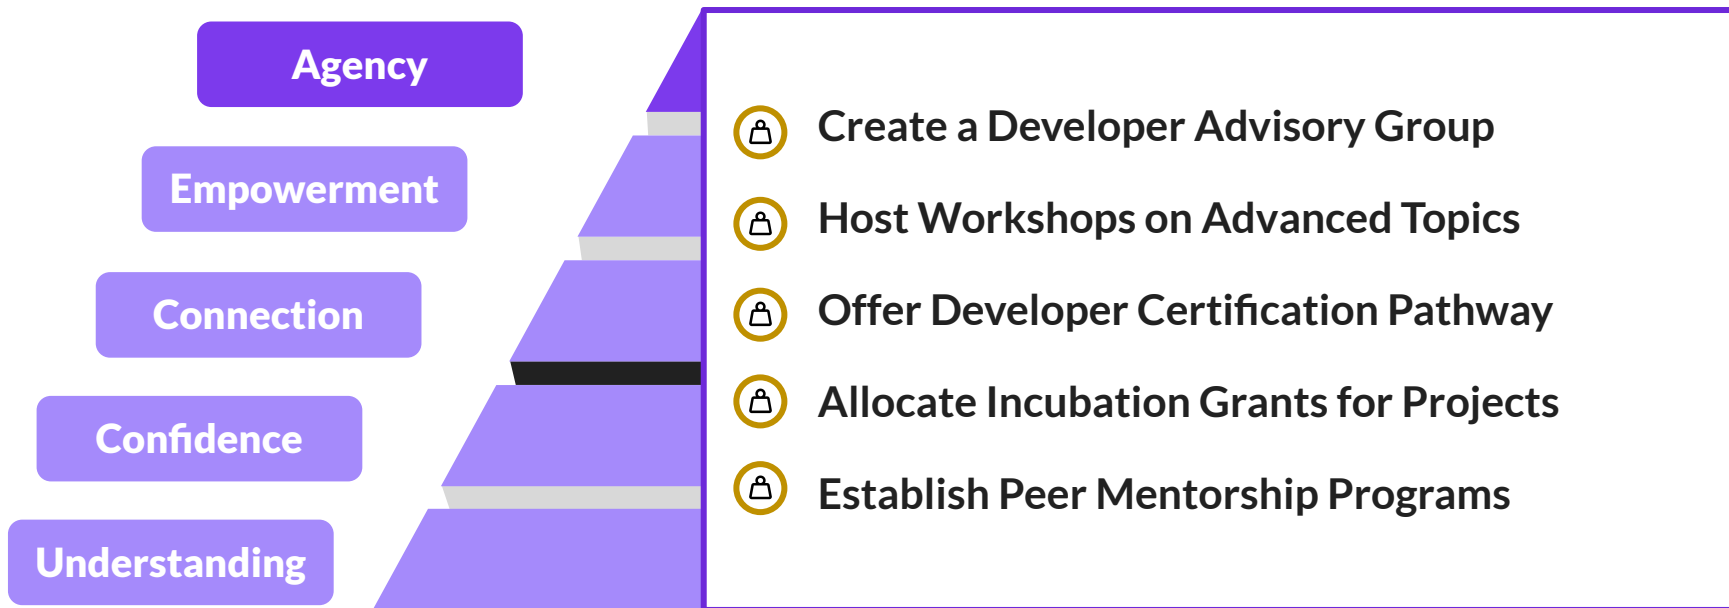 Agency
Empowerment
Connection
Confidence
Understanding
Create a Developer Advisory Group
Host Workshops on Advanced Topics
Offer Developer Certification Pathway
Allocate Incubation Grants for Projects
Establish Peer Mentorship Programs